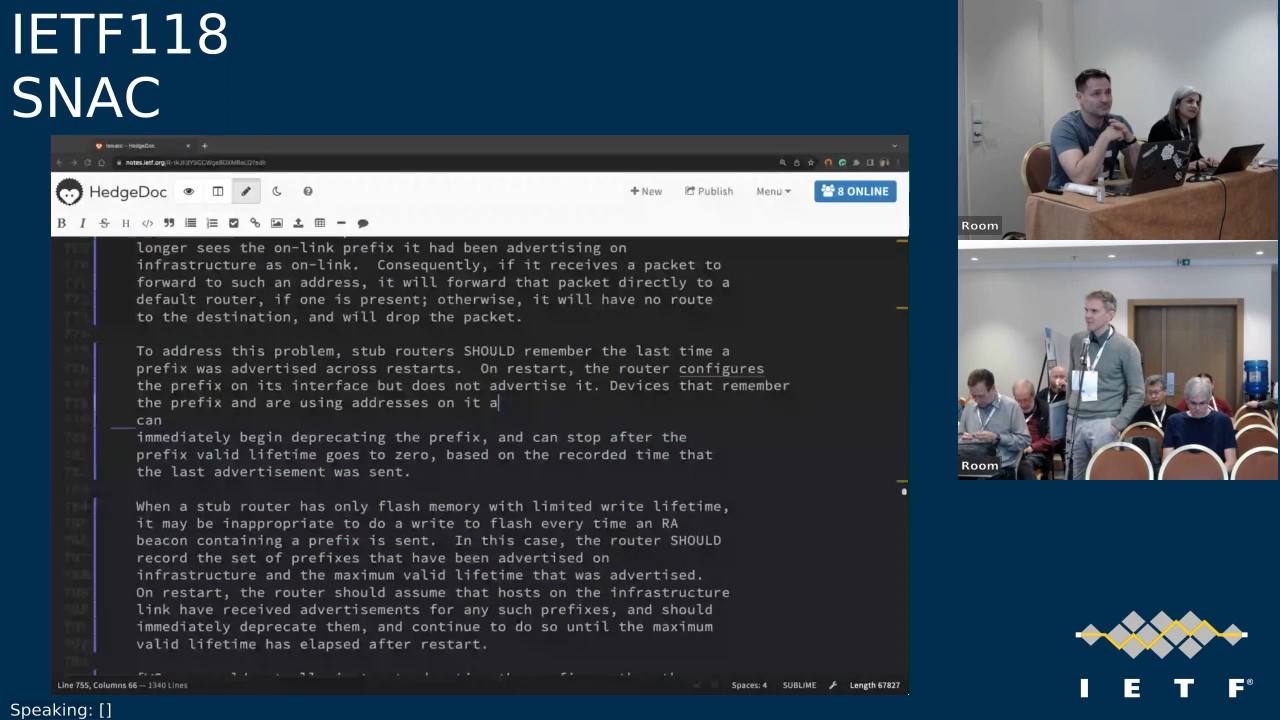 IETF118
SNAC
HedgeDoc
New
Publish
Menu
8 ONLINE
longer sees the on-link prefix it had been advertising on
infrastructure as on-link.  Consequently, if it receives a packet to
forward to such an address, it will forward that packet directly to a
default router, if one is present; otherwise, it will have no route
to the destination, and will drop the packet.
To address this problem, stub routers SHOULD remember the last time a
prefix was advertised across restarts.  On restart, the router configures
the prefix on its interface but does not advertise it. Devices that remember
the prefix and are using addresses on it a
can
immediately begin deprecating the prefix, and can stop after the
prefix valid lifetime goes to zero, based on the recorded time that
the last advertisement was sent.
When a stub router has only flash memory with limited write lifetime,
it may be inappropriate to do a write to flash every time an RA
beacon containing a prefix is sent.  In this case, the router SHOULD
record the set of prefixes that have been advertised on
infrastructure and the maximum valid lifetime that was advertised.
On restart, the router should assume that hosts on the infrastructure
link have received advertisements for any such prefixes, and should
immediately deprecate them, and continue to do so until the maximum
valid lifetime has elapsed after restart.
Line 755, Columns 66 — 1340 Lines
Spaces: 4
SUBLIME
Length 67827
Room
Room
I E T F®
Speaking: []